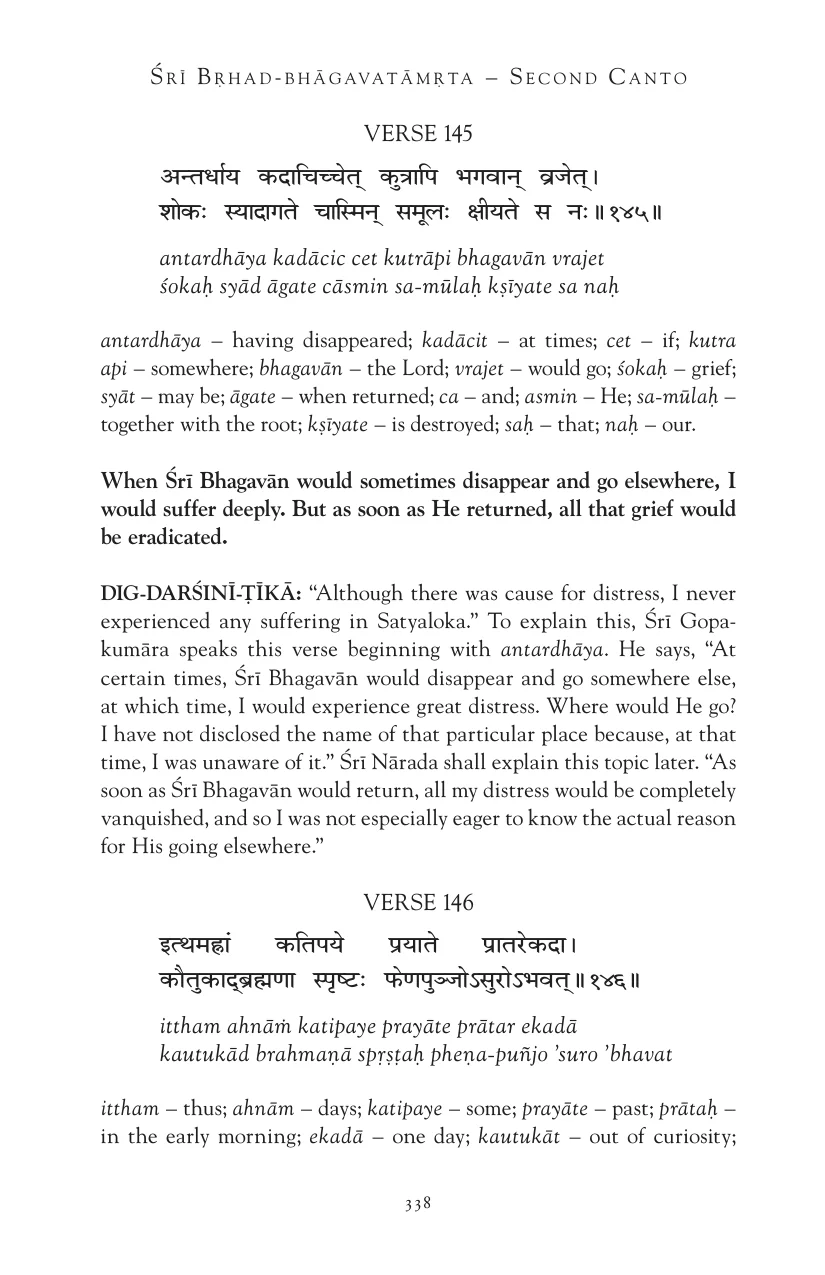 ŚRĪ BṚHAD-BHĀGAVATĀMṚTA – SECOND CANTO
VERSE 145
अन्तर्धाय कदाचिच्चेत् कुत्रापि भगवान् व्रजेत्।
शोकः स्यादागते चास्मिन् समूलः क्षीयते स नः॥१४५॥
antardhāya kadācic cet kutrāpi bhagavān vrajet
śokaḥ syād āgate cāsmin sa-mūlaḥ kṣīyate sa naḥ
antardhāya – having disappeared; kadācit – at times; cet – if; kutra
api – somewhere; bhagavān – the Lord; vrajet – would go; śokaḥ – grief;
syāt – may be; āgate – when returned; ca – and; asmin – He; sa-mūlaḥ –
together with the root; kṣīyate – is destroyed; saḥ – that; naḥ – our.
When Śrī Bhagavān would sometimes disappear and go elsewhere, I
would suffer deeply. But as soon as He returned, all that grief would
be eradicated.
DIG-DARŚINĪ-ṬĪKĀ: “Although there was cause for distress, I never
experienced any suffering in Satyaloka.” To explain this, Śrī Gopa-
kumāra speaks this verse beginning with antardhāya. He says, “At
certain times, Śrī Bhagavān would disappear and go somewhere else,
at which time, I would experience great distress. Where would He go?
I have not disclosed the name of that particular place because, at that
time, I was unaware of it.” Śrī Nārada shall explain this topic later. “As
soon as Śrī Bhagavān would return, all my distress would be completely
vanquished, and so I was not especially eager to know the actual reason
for His going elsewhere.”
VERSE 146
इत्थमह्नां कतिपये प्रयाते प्रातरेकदा।
कौतुकाद्ब्रह्मणा स्पृष्टः फेणपुञ्जोऽसुरोऽभवत्॥१४६॥
ittham ahnāṁ katipaye prayāte prātar ekadā
kautukād brahmaṇā spṛṣṭaḥ pheṇa-puñjo ’suro ’bhavat
ittham – thus; ahnām – days; katipaye – some; prayāte – past; prātaḥ –
in the early morning; ekadā – one day; kautukāt – out of curiosity;
338